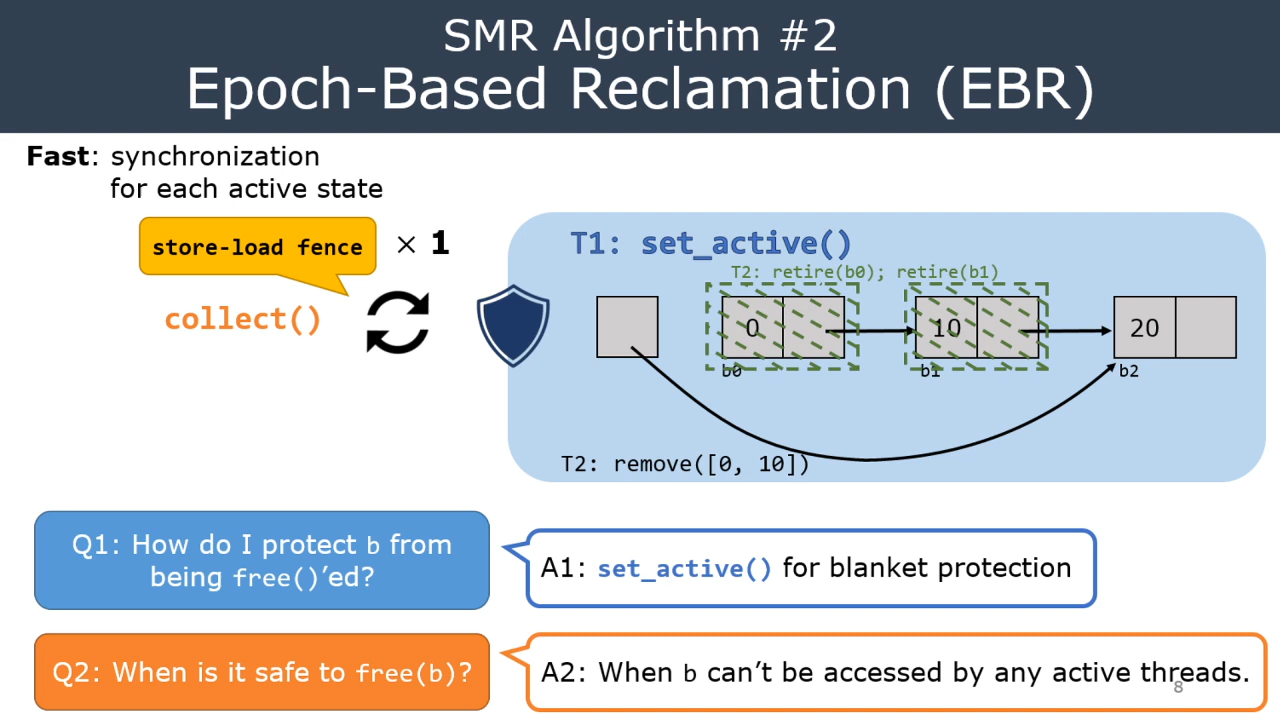 SMR Algorithm #2
Epoch-Based Reclamation (EBR)
Fast: synchronization
for each active state
store-load fence
× 1
collect()
T1: set_active()
T2: retire(b0); retire(b1)
0
10
20
b0
b1
b2
T2: remove([0, 10])
Q1: How do I protect b from
being free()’ed?
A1: set_active() for blanket protection
Q2: When is it safe to free(b)?
A2: When b can’t be accessed by any active threads.
8